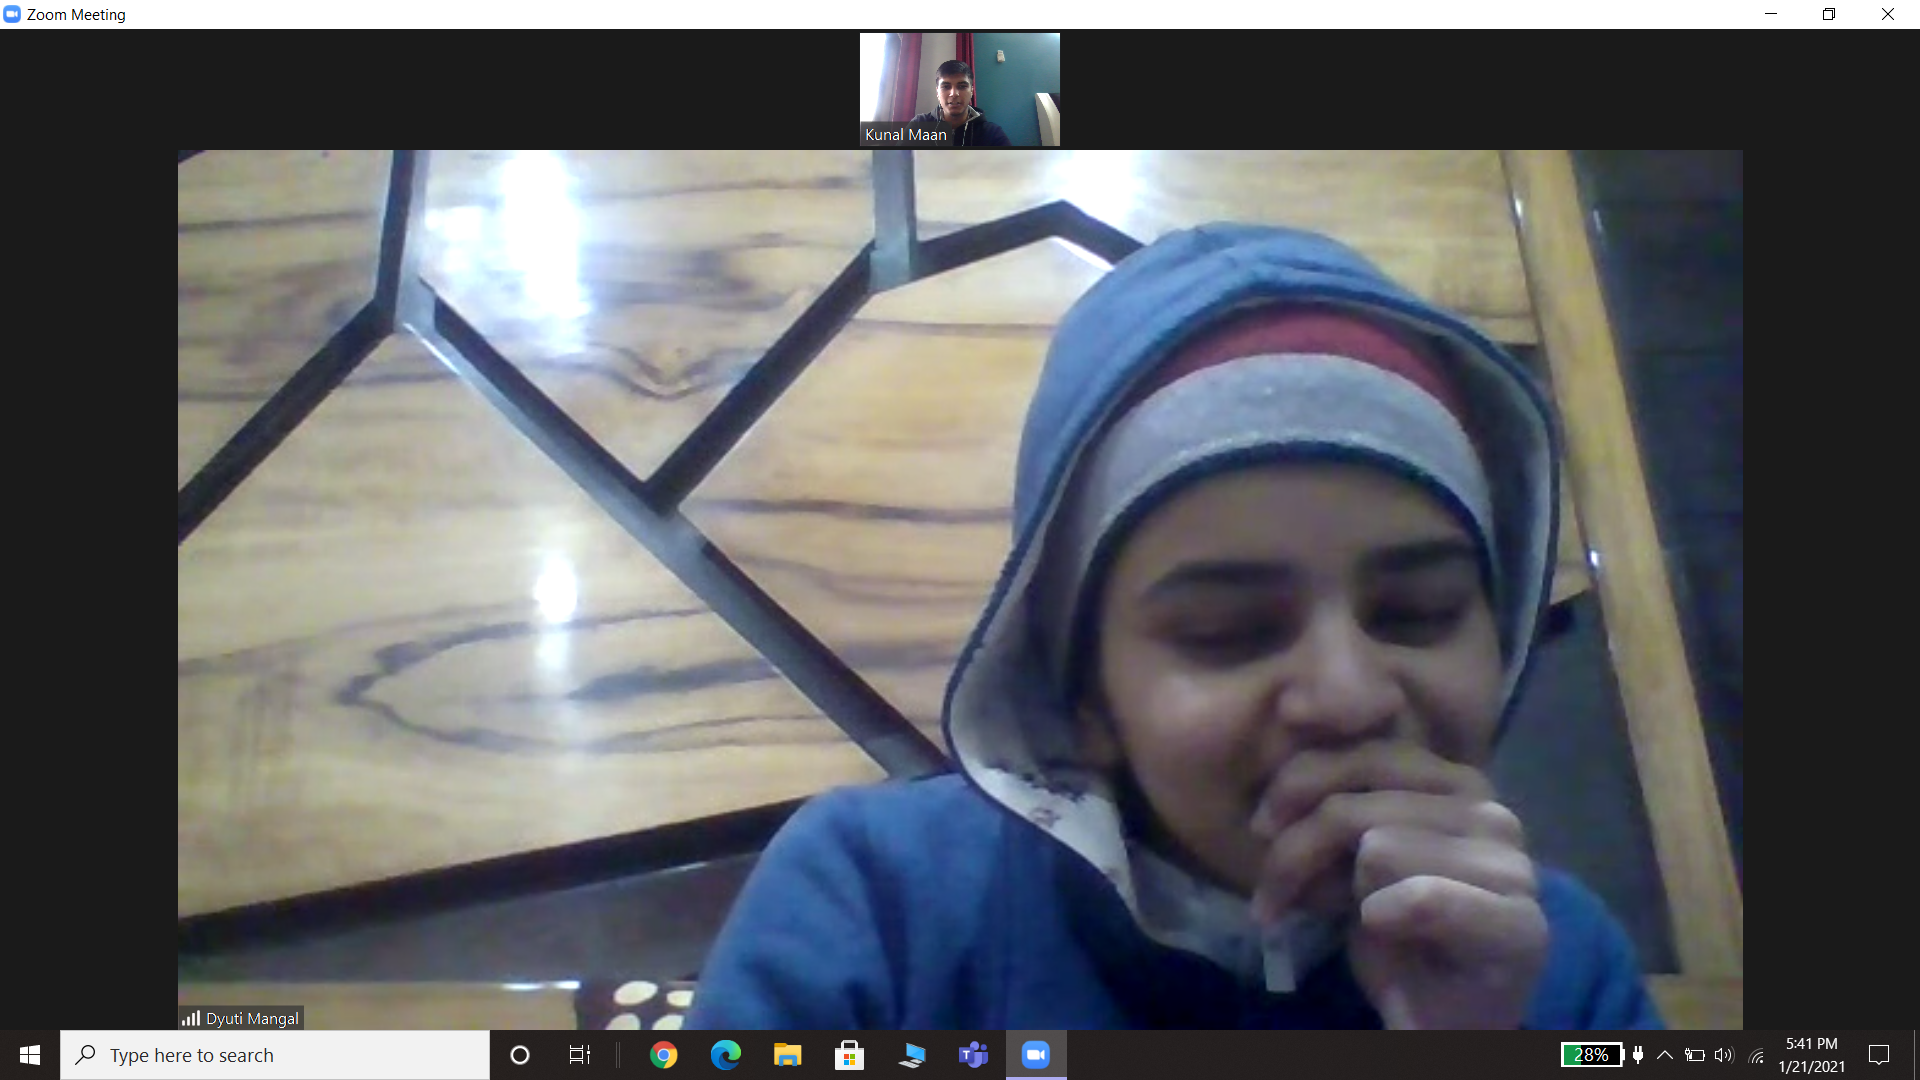 Zoom Meeting
Kunal Maan
Dyuti Mangal
Type here to search
28%
5:41 PM
1/21/2021